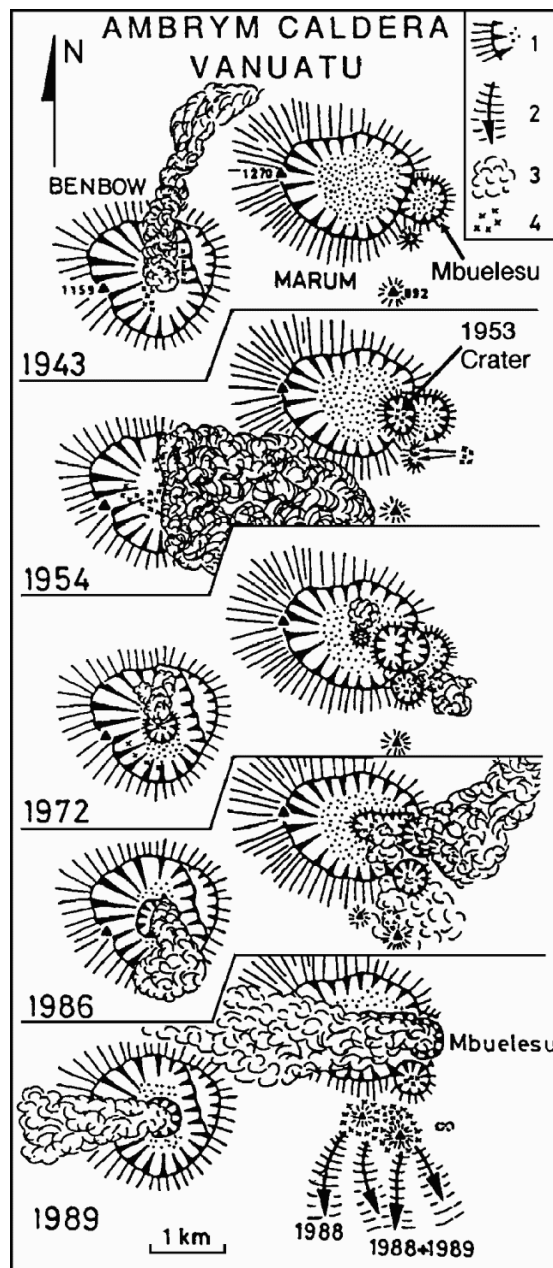 AMBRYM CALDERA
VANUATU
N
1
2
3
4
BENBOW
1270
1159
MARUM
892
Mbuelesu
1943
1953
Crater
1954
1972
1986
Mbuelesu
1989
1 km
1988
1988+1989